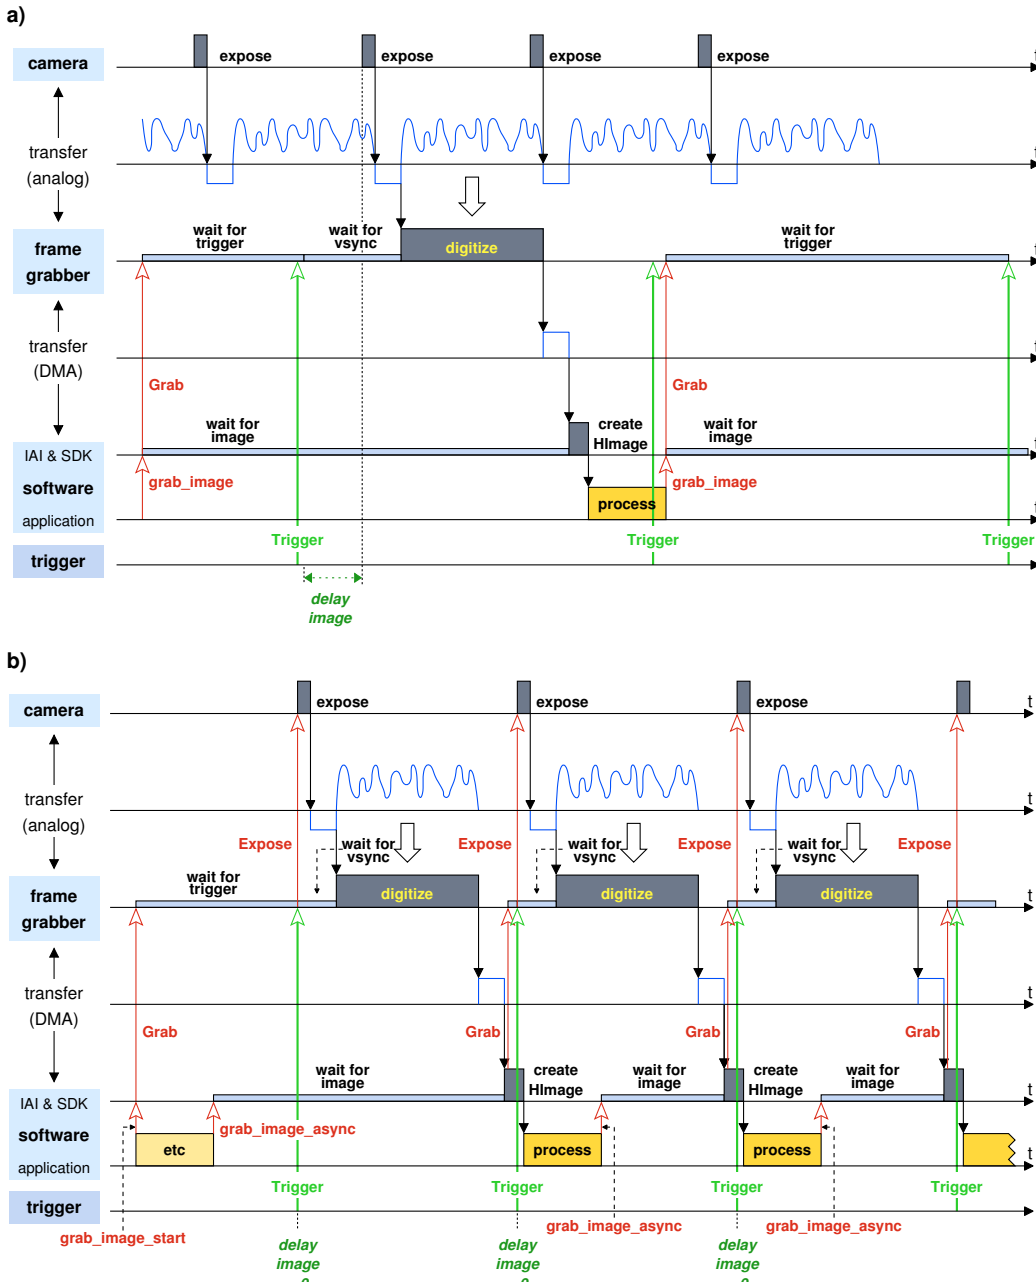 a)
expose
expose
expose
expose
t
camera
transfer
(analog)
t
wait for
trigger
wait for
vsync
digitize
wait for
trigger
frame
grabber
t
transfer
(DMA)
t
Grab
Grab
wait for
image
create
HImage
wait for
image
IAI & SDK
t
software
grab_image
process
grab_image
application
t
Trigger
Trigger
Trigger
trigger
t
delay
image
b)
camera
expose
expose
expose
t
transfer
(analog)
t
Expose
wait for
vsync
Expose
wait for
vsync
Expose
wait for
vsync
Expose
wait for
trigger
digitize
digitize
digitize
frame
grabber
t
transfer
(DMA)
t
Grab
Grab
Grab
Grab
wait for
image
create
HImage
wait for
image
create
HImage
wait for
image
IAI & SDK
t
software
grab_image_async
etc
process
process
application
t
Trigger
Trigger
Trigger
Trigger
trigger
t
grab_image_start
grab_image_async
grab_image_async
delay
image
delay
image
delay
image